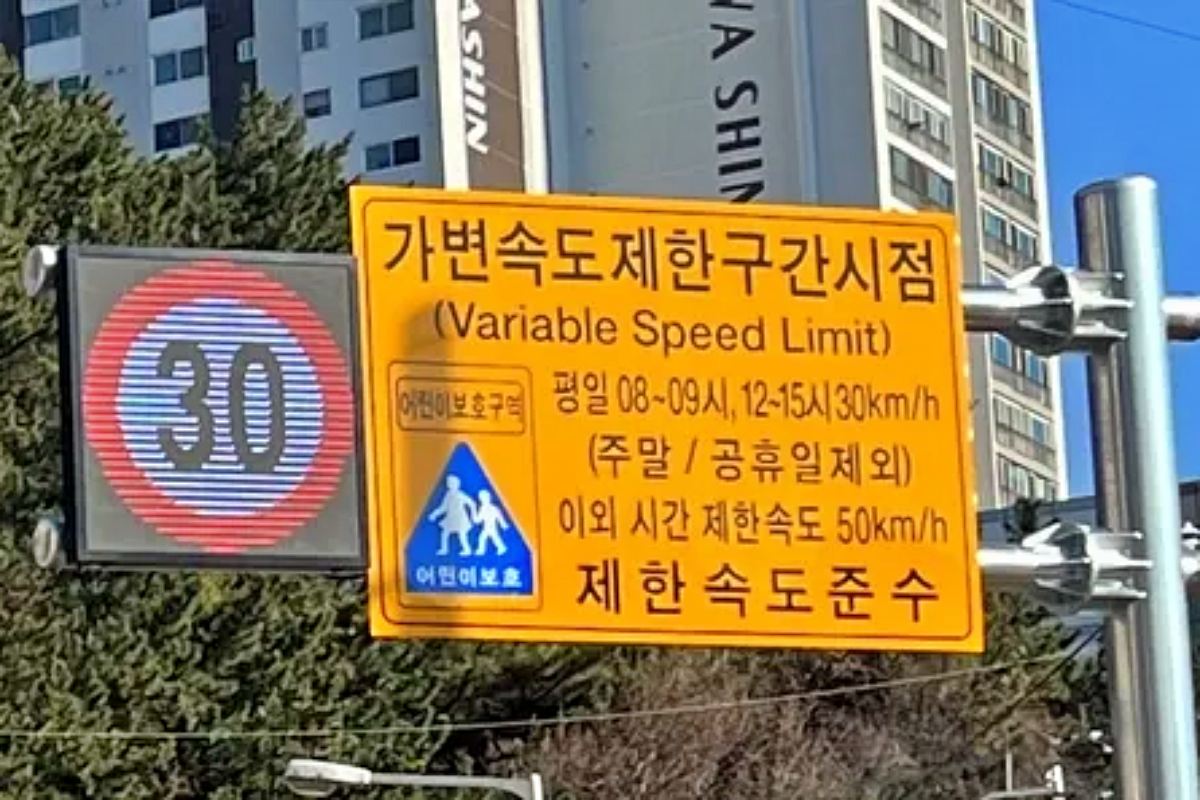 ASHIN
HA SHIN
30
가변속도제한구간시점
(Variable Speed Limit)
어린이보호구역
평일 08~09시, 12~15시 30km/h
(주말 / 공휴일제외)
이외 시간 제한속도 50km/h
어린이보호
제한속도준수